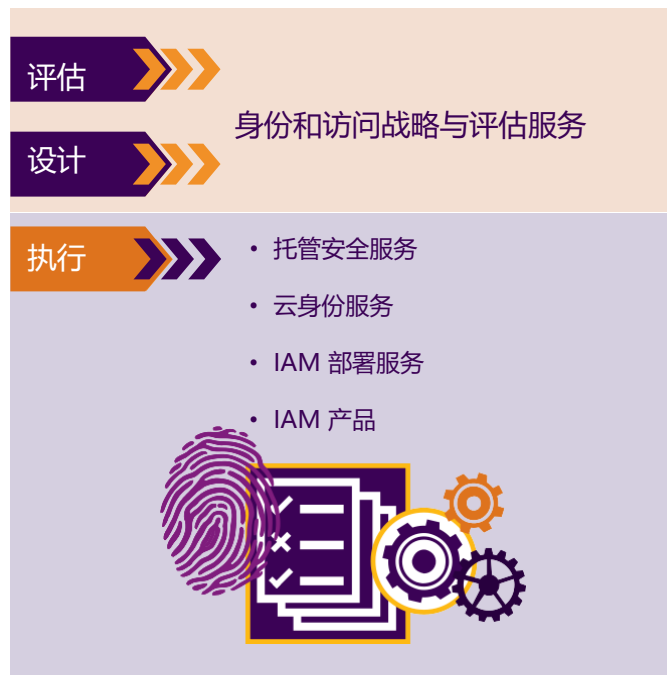 评估
身份和访问战略与评估服务
设计
执行
• 托管安全服务
• 云身份服务
• IAM 部署服务
• IAM 产品